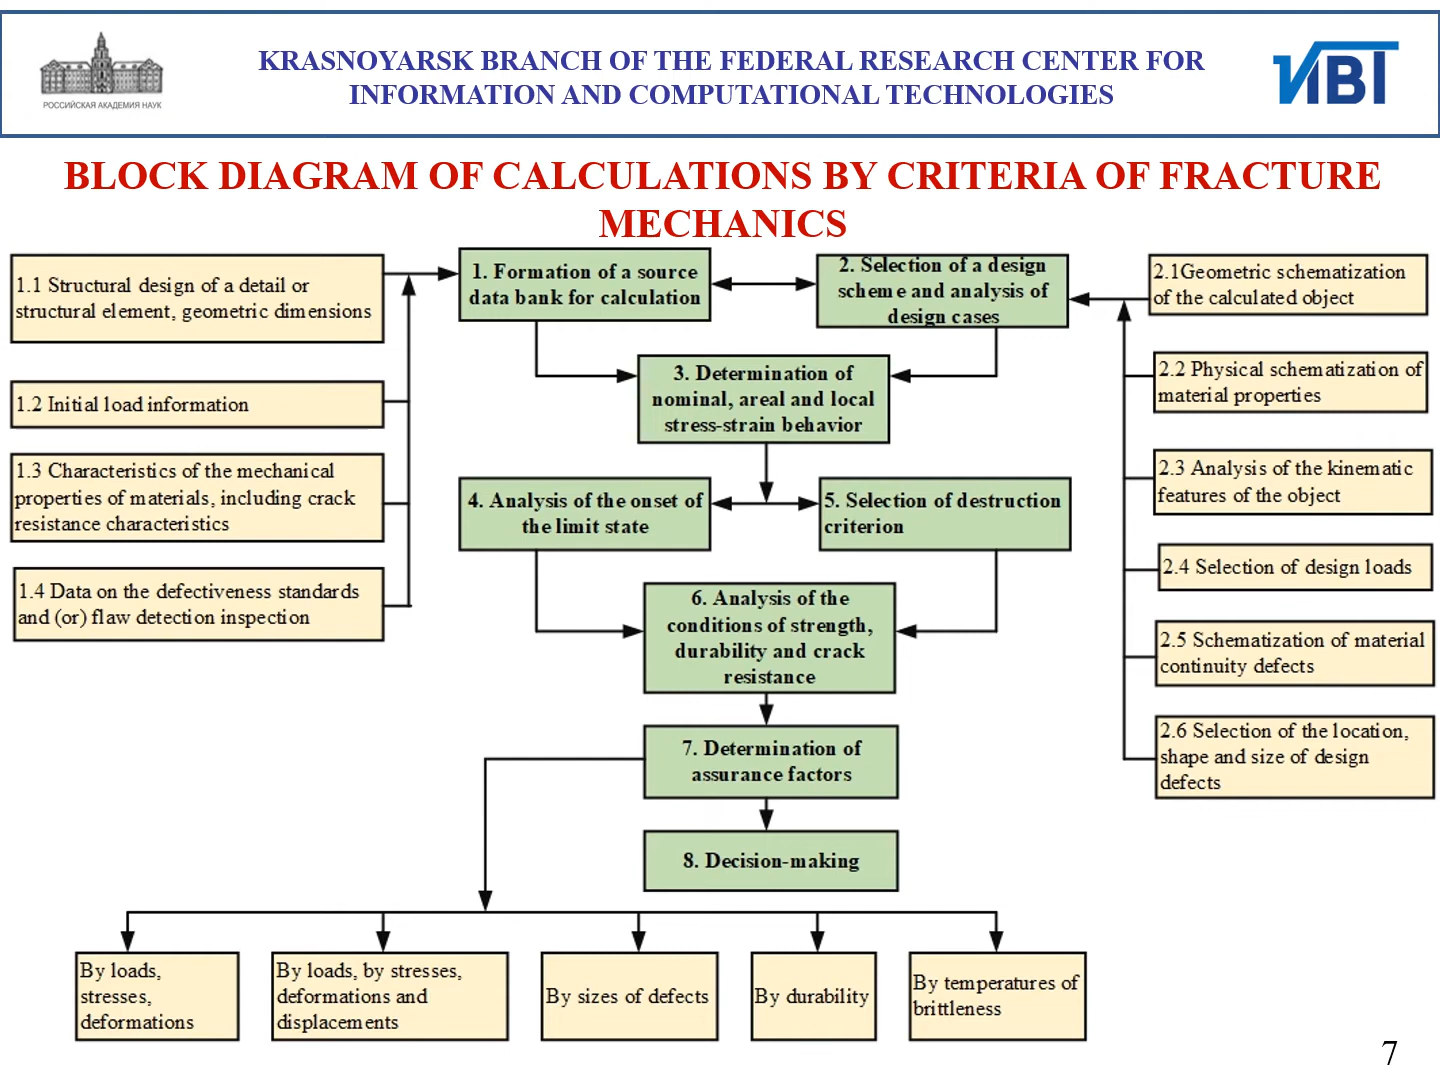 KRASNOYARSK BRANCH OF THE FEDERAL RESEARCH CENTER FOR
INFORMATION AND COMPUTATIONAL TECHNOLOGIES
РОССИЙСКАЯ АКАДЕМИЯ НАУК
ИВТ
BLOCK DIAGRAM OF CALCULATIONS BY CRITERIA OF FRACTURE
MECHANICS
1.1 Structural design of a detail or
structural element, geometric dimensions
1.2 Initial load information
1.3 Characteristics of the mechanical
properties of materials, including crack
resistance characteristics
1.4 Data on the defectiveness standards
and (or) flaw detection inspection
1. Formation of a source
data bank for calculation
2. Selection of a design
scheme and analysis of
design cases
3. Determination of
nominal, areal and local
stress-strain behavior
4. Analysis of the onset of
the limit state
5. Selection of destruction
criterion
6. Analysis of the
conditions of strength,
durability and crack
resistance
7. Determination of
assurance factors
8. Decision-making
2.1Geometric schematization
of the calculated object
2.2 Physical schematization of
material properties
2.3 Analysis of the kinematic
features of the object
2.4 Selection of design loads
2.5 Schematization of material
continuity defects
2.6 Selection of the location,
shape and size of design
defects
By loads,
stresses,
deformations
By loads, by stresses,
deformations and
displacements
By sizes of defects
By durability
By temperatures of
brittleness
7